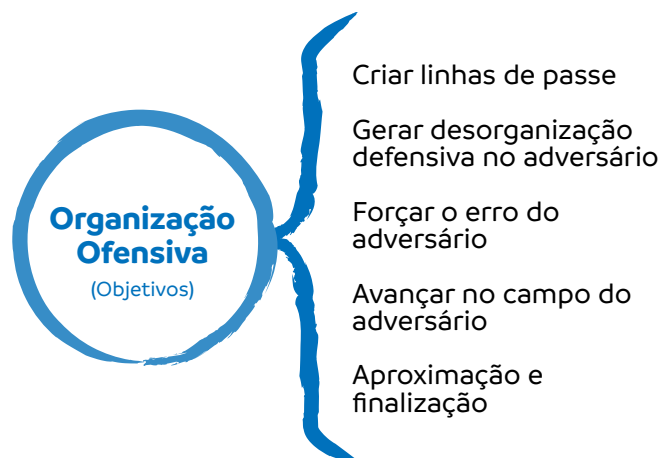 Organização
Ofensiva
(Objetivos)
Criar linhas de passe
Gerar desorganização
defensiva no adversário
Forçar o erro do
adversário
Avançar no campo do
adversário
Aproximação e
finalização